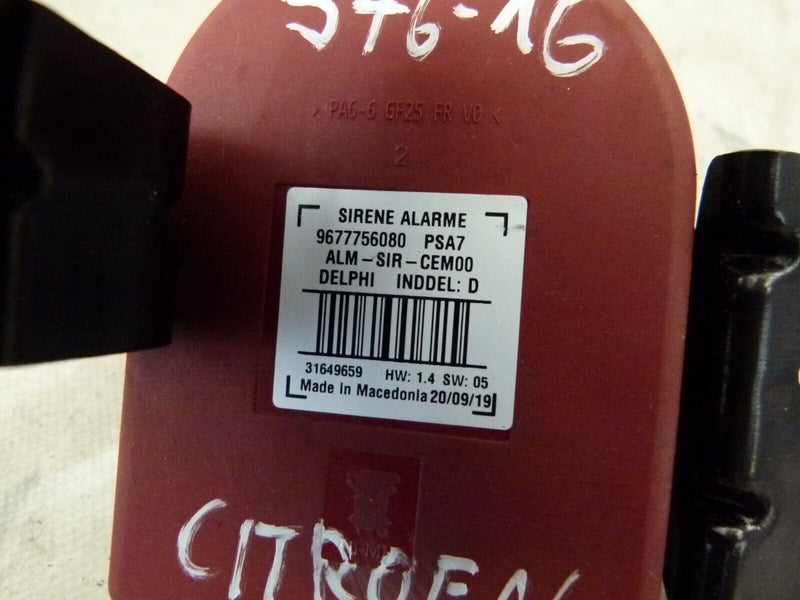 576-16
> PA6-6 GF25 FR V0 <
2
SIRENE ALARME
9677756080 PSA7
ALM-SIR-CEM00
DELPHI INDDEL: D
31649659 HW: 1.4 SW: 05
Made in Macedonia 20/09/19
CITROEN